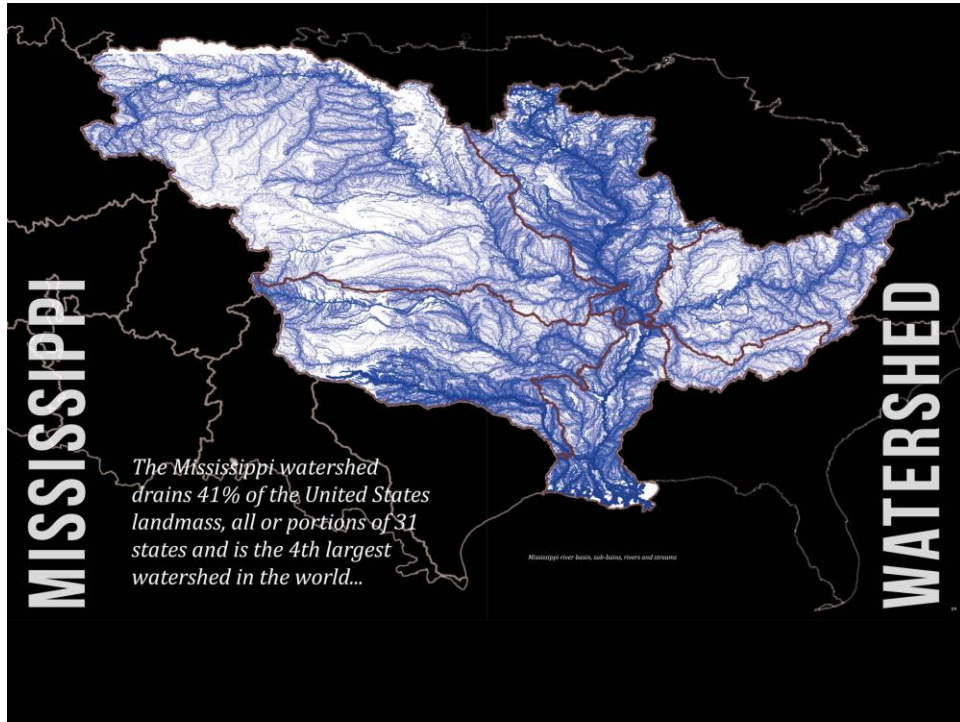 MISSISSIPPI
WATERSHED
The Mississippi watershed
drains 41% of the United States
landmass, all or portions of 31
states and is the 4th largest
watershed in the world...
Mississippi river basin, sub-bains, rivers and streams